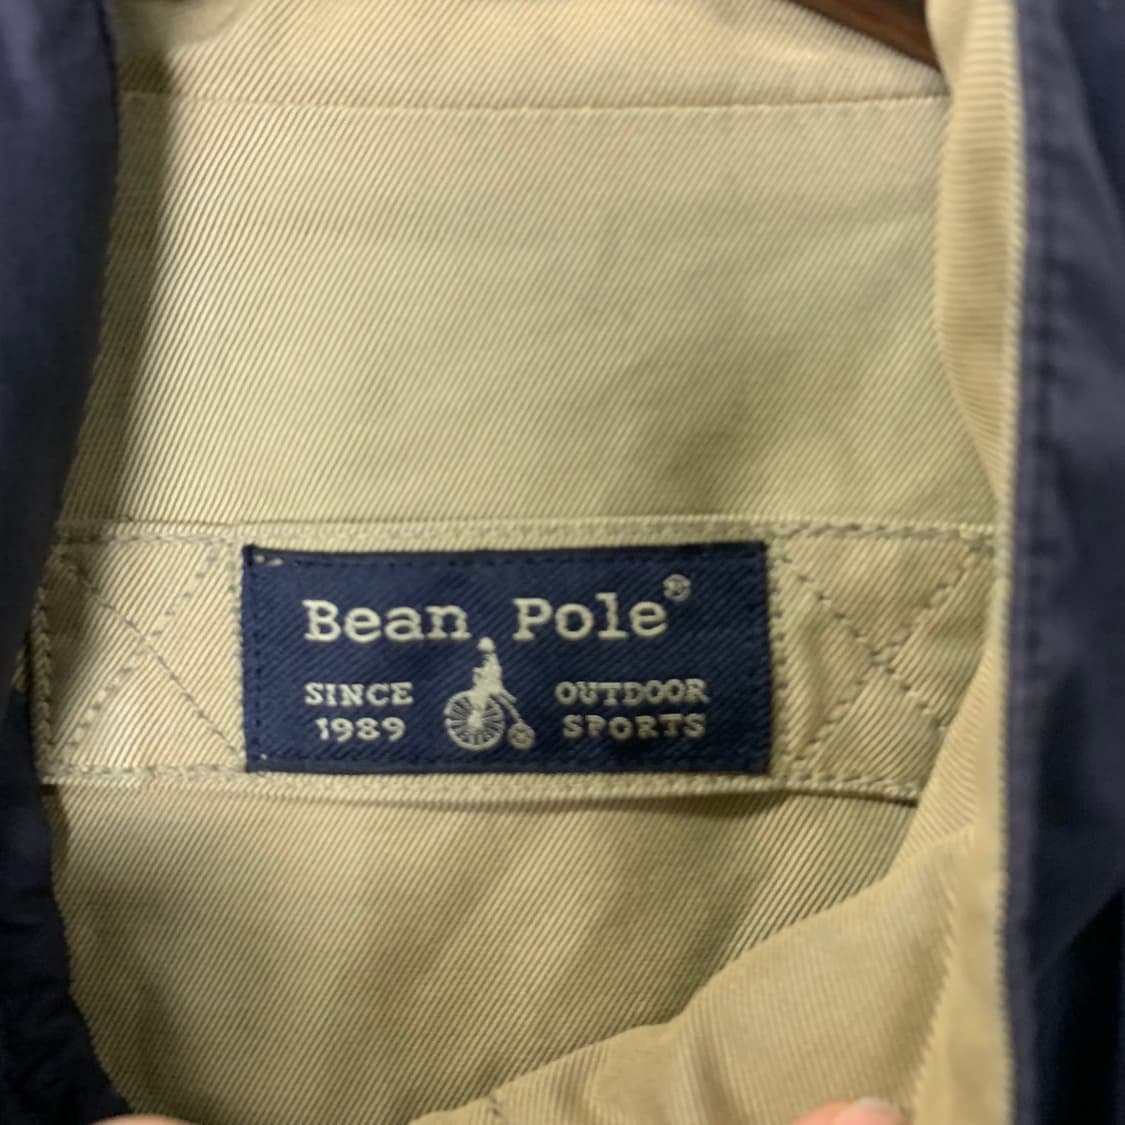 Bean Pole®
SINCE
1989
OUTDOOR
SPORTS